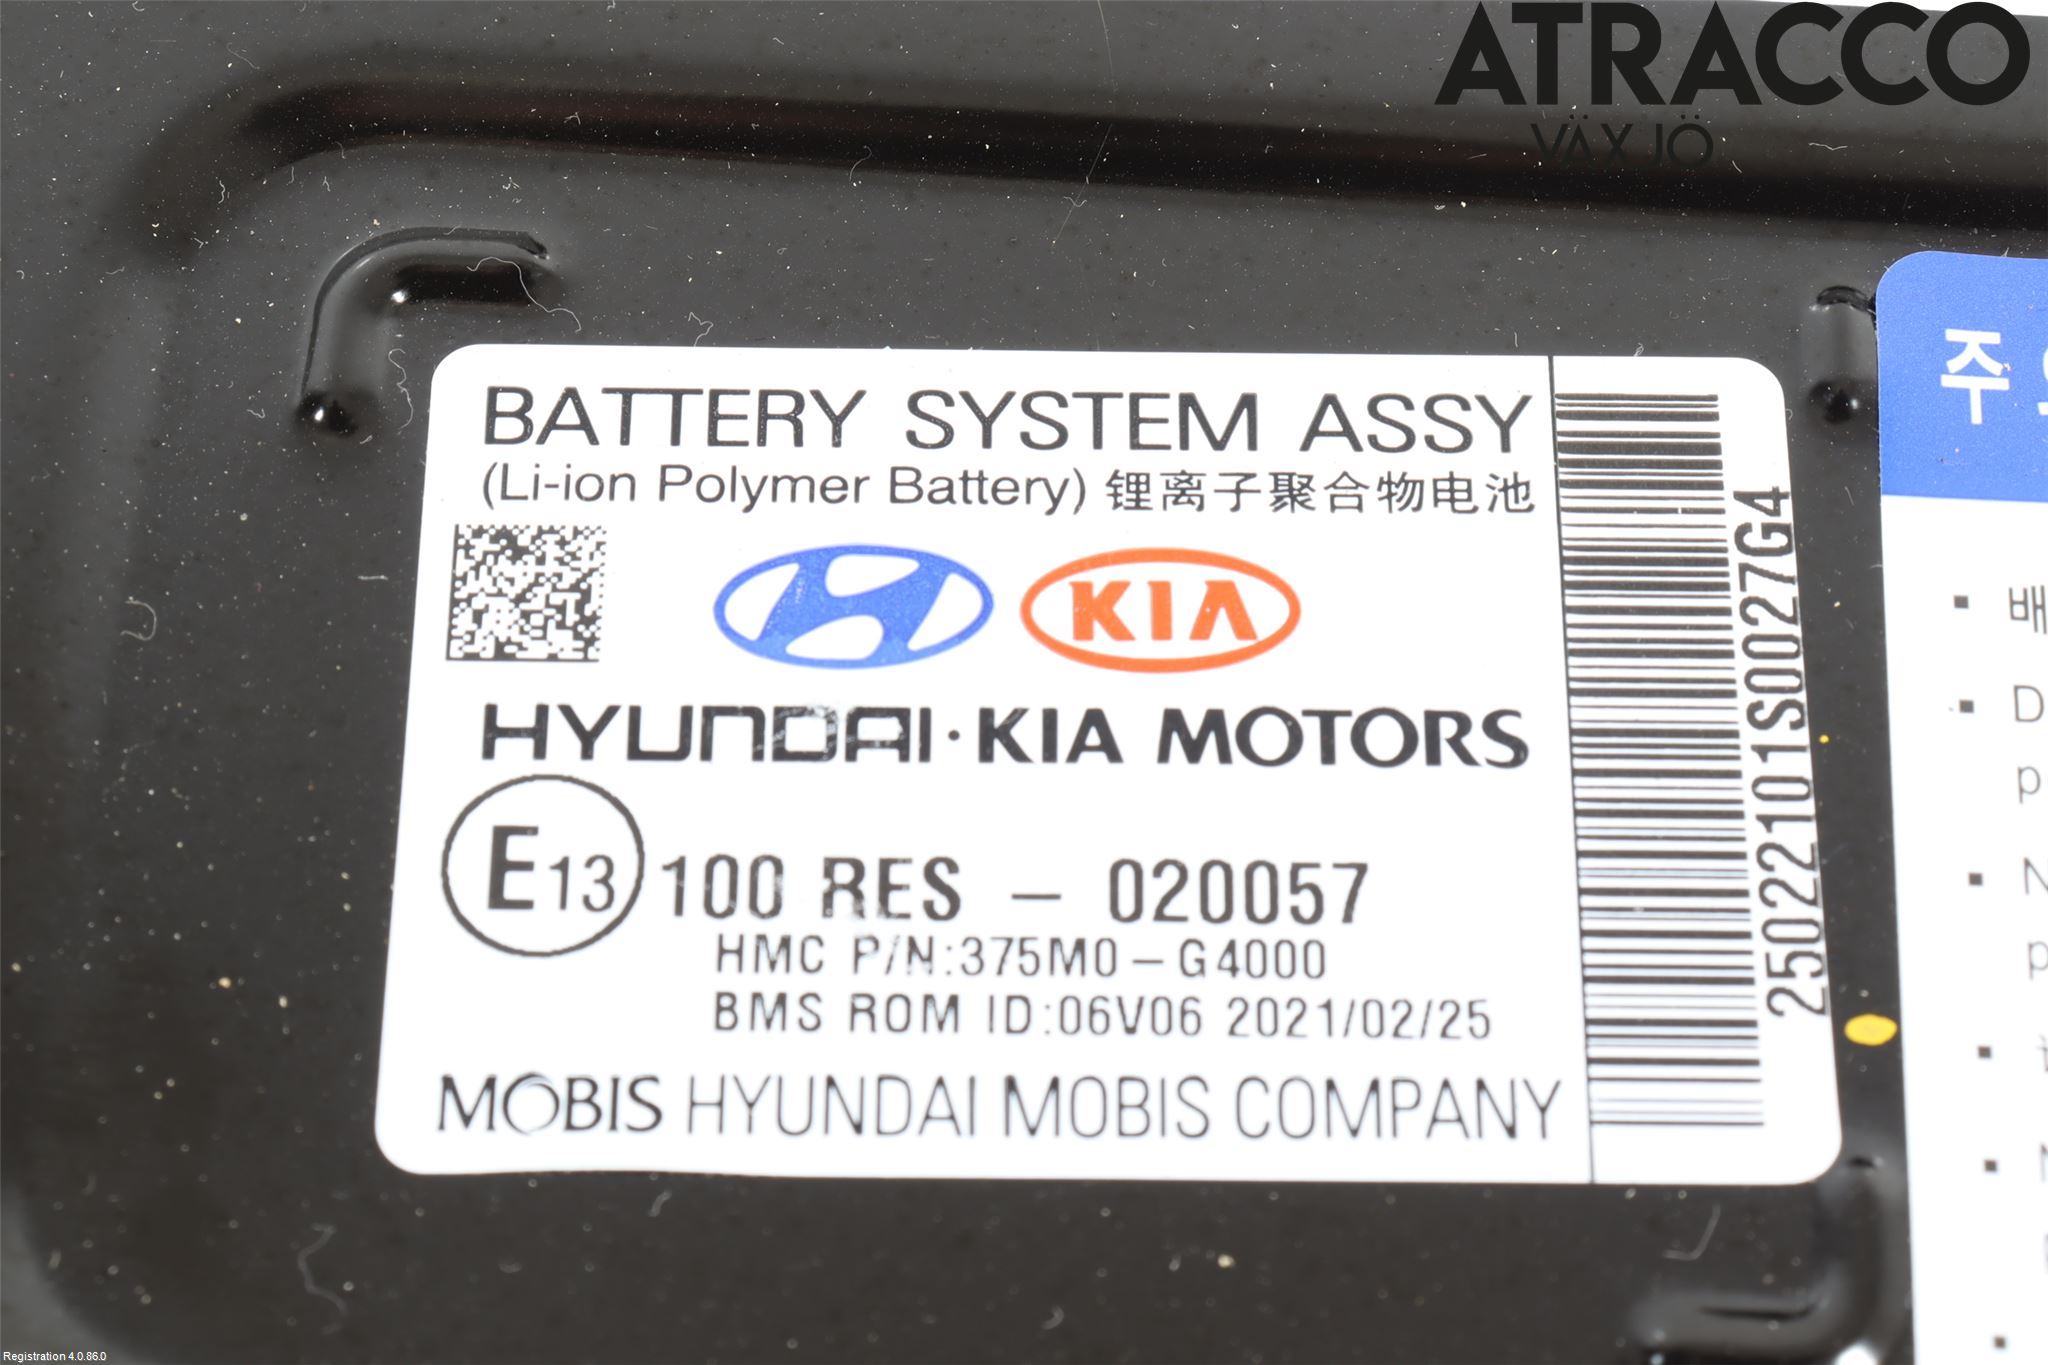 ATRACCO
VÄXJÖ
BATTERY SYSTEM ASSY
(Li-ion Polymer Battery) 锂离子聚合物电池
KIA
HYUNDAI·KIA MOTORS
E13 100 RES - 020057
HMC P/N:375M0-G4000
BMS ROM ID:06V06 2021/02/25
MOBIS HYUNDAI MOBIS COMPANY
25022101S0027G4
주
▪ 배
▪ D
p
▪ N
p
Registration 4.0.86.0